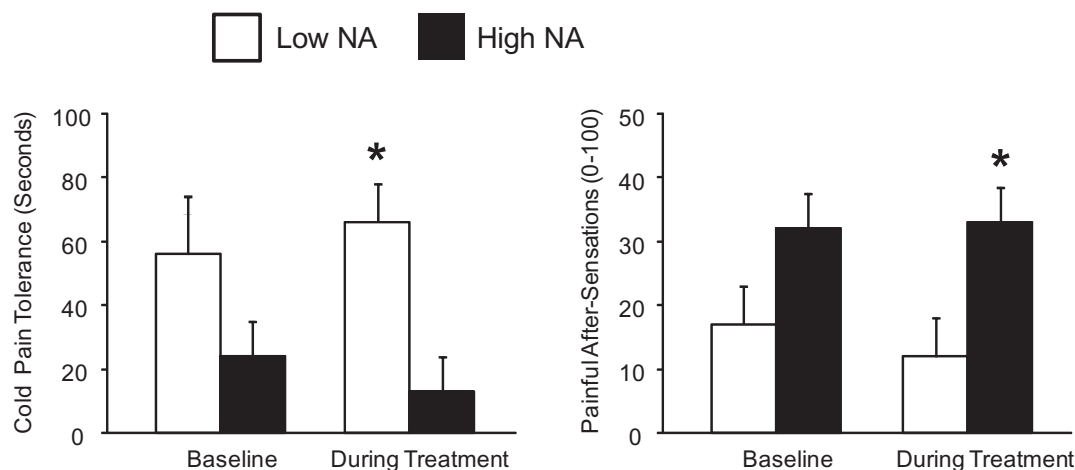 Low NA
High NA
Cold Pain Tolerance (Seconds)
100
80
60
40
20
0
*
Baseline
During Treatment
Painful After-Sensations (0-100)
50
40
30
20
10
0
*
Baseline
During Treatment